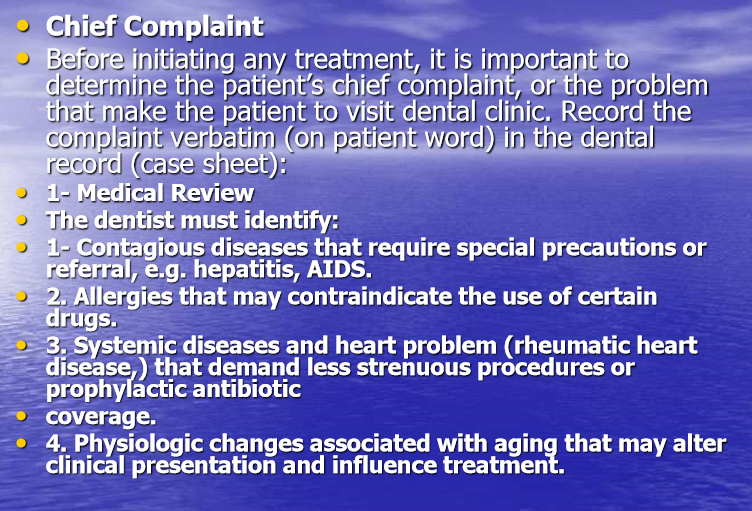 • Chief Complaint
• Before initiating any treatment, it is important to
determine the patient's chief complaint, or the problem
that make the patient to visit dental clinic. Record the
complaint verbatim (on patient word) in the dental
record (case sheet):
• 1- Medical Review
• The dentist must identify:
• 1- Contagious diseases that require special precautions or
referral, e.g. hepatitis, AIDS.
• 2. Allergies that may contraindicate the use of certain
drugs.
• 3. Systemic diseases and heart problem (rheumatic heart
disease,) that demand less strenuous procedures or
prophylactic antibiotic
• coverage.
• 4. Physiologic changes associated with aging that may alter
clinical presentation and influence treatment.